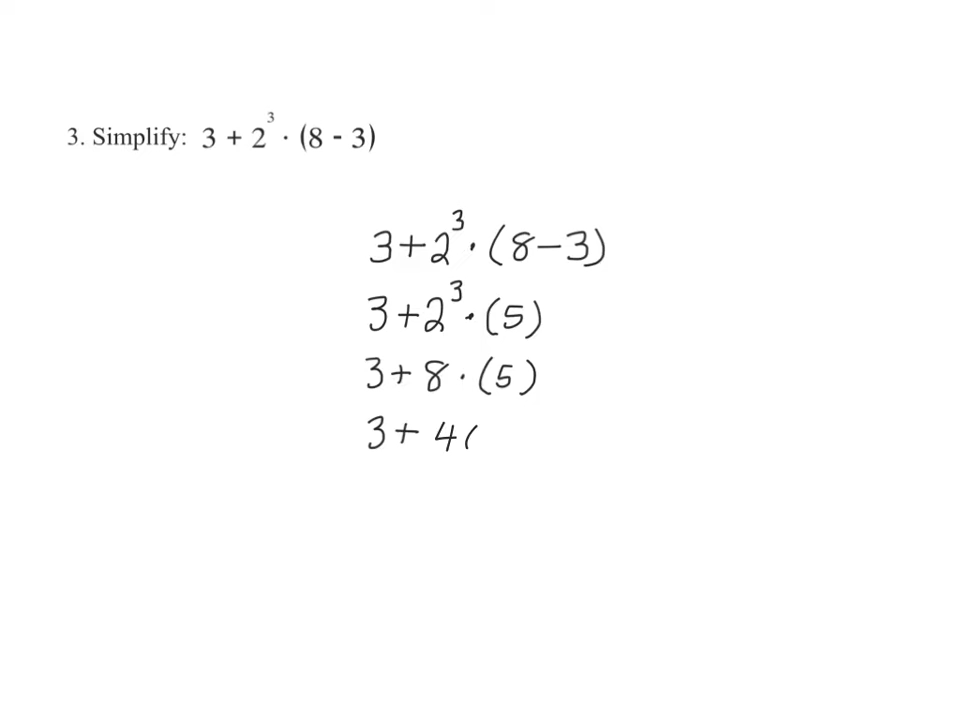 3. Simplify: 3 + 2³ · (8 - 3)
3+2³·(8−3)
3+2³·(5)
3+8·(5)
3+4(